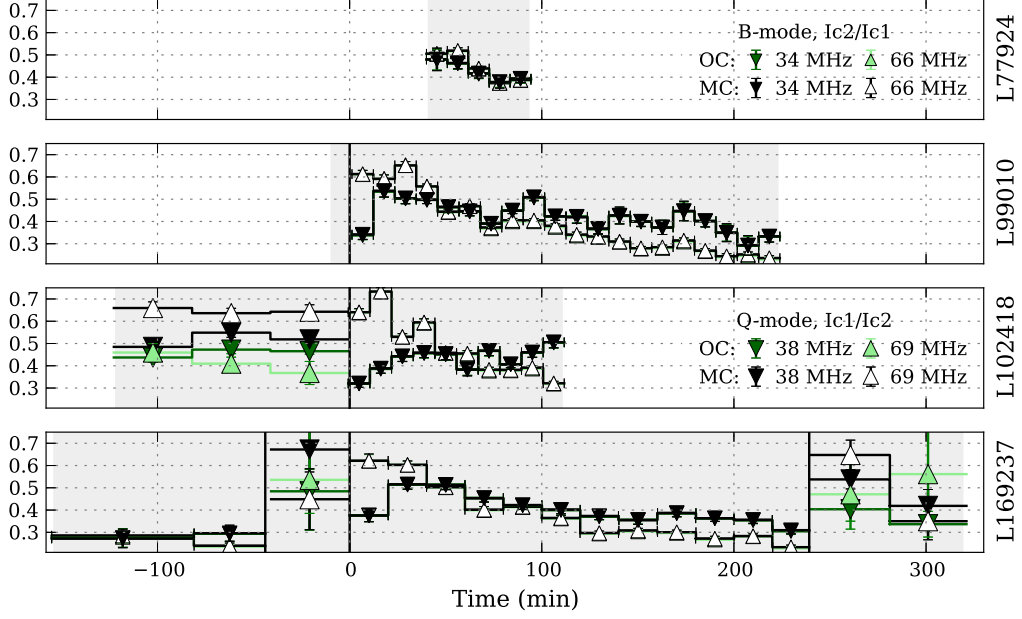 0.7
0.6
0.5
0.4
0.3
B-mode, Ic2/Ic1
OC: 34 MHz 66 MHz
MC: 34 MHz 66 MHz
L77924
0.7
0.6
0.5
0.4
0.3
L99010
0.7
0.6
0.5
0.4
0.3
Q-mode, Ic1/Ic2
OC: 38 MHz 69 MHz
MC: 38 MHz 69 MHz
L102418
0.7
0.6
0.5
0.4
0.3
L169237
−100 0 100 200 300
Time (min)